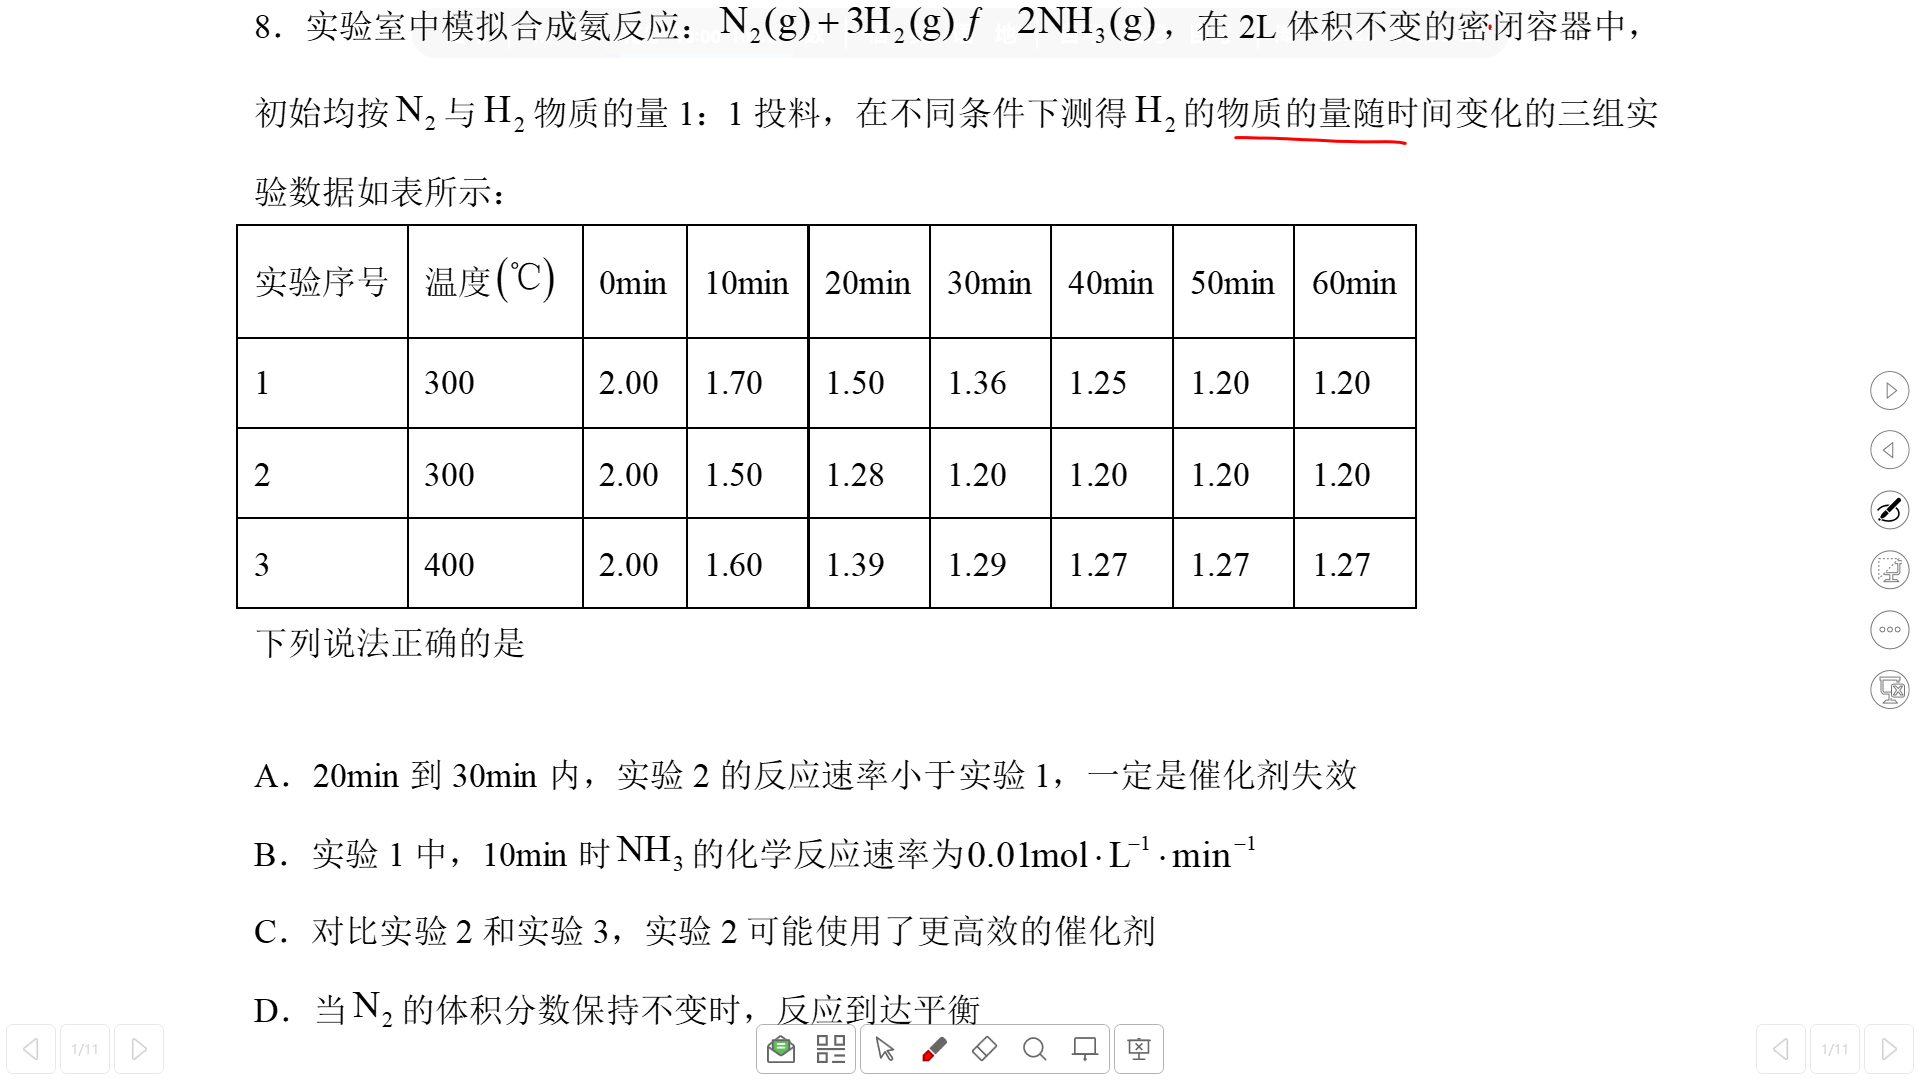 8．实验室中模拟合成氨反应：N₂(g)+3H₂(g) f 2NH₃(g)，在 2L 体积不变的密闭容器中，
初始均按 N₂ 与 H₂ 物质的量 1：1 投料，在不同条件下测得 H₂ 的物质的量随时间变化的三组实
验数据如表所示：
实验序号 温度(℃) 0min 10min 20min 30min 40min 50min 60min
1 300 2.00 1.70 1.50 1.36 1.25 1.20 1.20
2 300 2.00 1.50 1.28 1.20 1.20 1.20 1.20
3 400 2.00 1.60 1.39 1.29 1.27 1.27 1.27
下列说法正确的是
A．20min 到 30min 内，实验 2 的反应速率小于实验 1，一定是催化剂失效
B．实验 1 中，10min 时 NH₃ 的化学反应速率为0.01mol·L⁻¹·min⁻¹
C．对比实验 2 和实验 3，实验 2 可能使用了更高效的催化剂
D．当 N₂ 的体积分数保持不变时，反应到达平衡
1/11 1/11